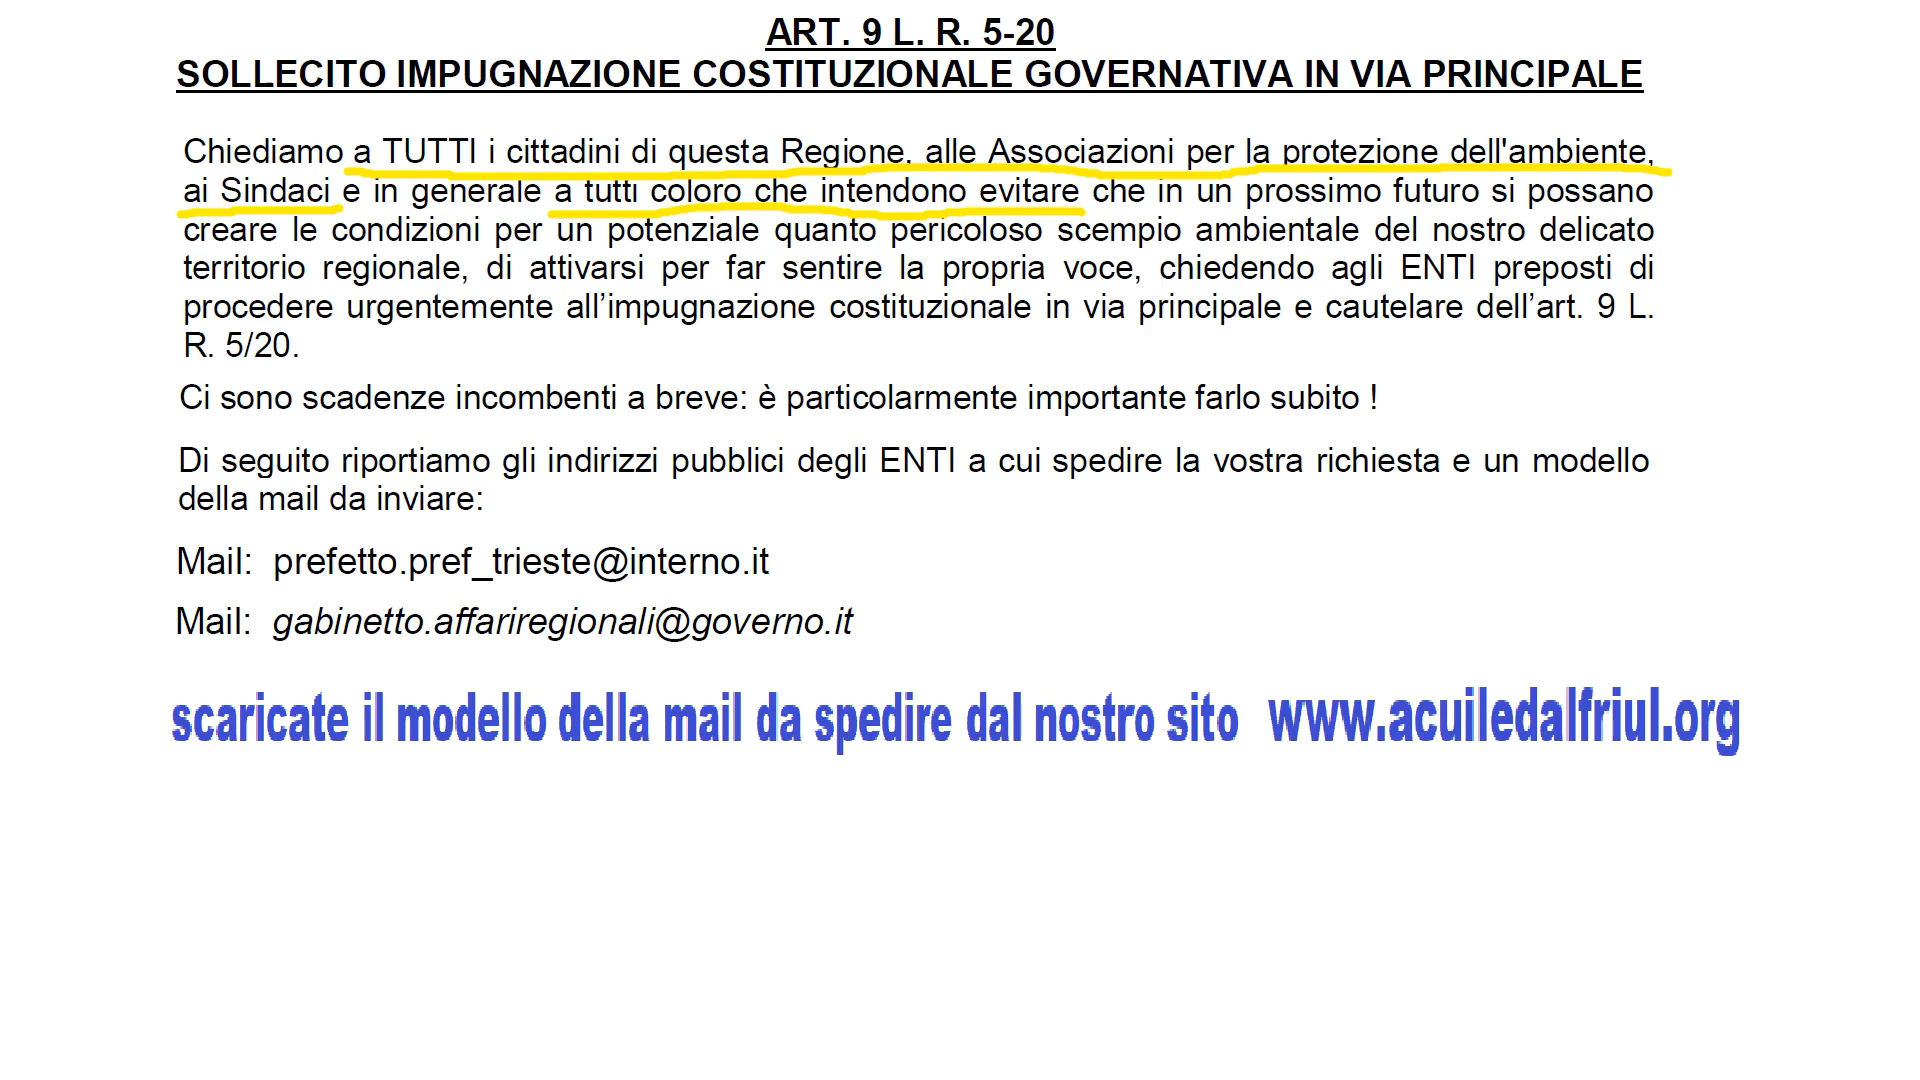 ART. 9 L. R. 5-20
SOLLECITO IMPUGNAZIONE COSTITUZIONALE GOVERNATIVA IN VIA PRINCIPALE
Chiediamo a TUTTI i cittadini di questa Regione, alle Associazioni per la protezione dell'ambiente,
ai Sindaci e in generale a tutti coloro che intendono evitare che in un prossimo futuro si possano
creare le condizioni per un potenziale quanto pericoloso scempio ambientale del nostro delicato
territorio regionale, di attivarsi per far sentire la propria voce, chiedendo agli ENTI preposti di
procedere urgentemente all’impugnazione costituzionale in via principale e cautelare dell’art. 9 L.
R. 5/20.
Ci sono scadenze incombenti a breve: è particolarmente importante farlo subito !
Di seguito riportiamo gli indirizzi pubblici degli ENTI a cui spedire la vostra richiesta e un modello
della mail da inviare:
Mail: prefetto.pref_trieste@interno.it
Mail: gabinetto.affariregionali@governo.it
scaricate il modello della mail da spedire dal nostro sito www.acuiledalfriul.org